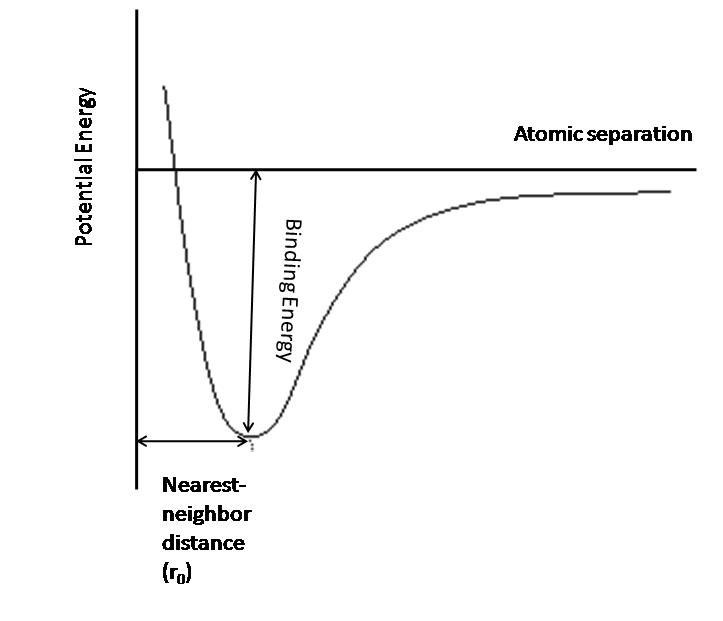 Potential Energy
Atomic separation
Binding Energy
Nearest-
neighbor
distance
(r₀)